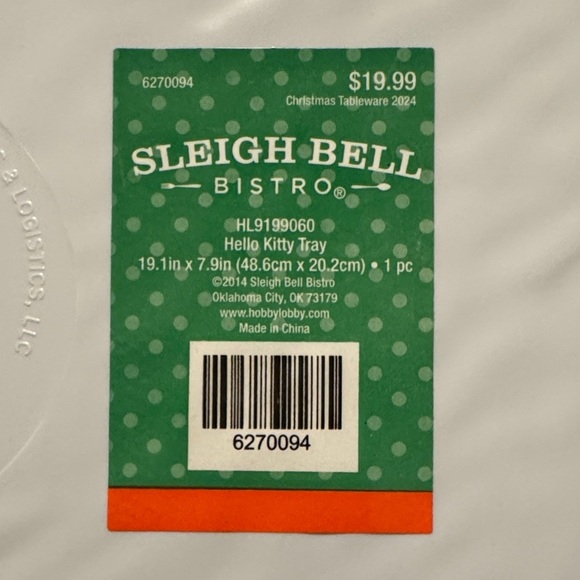 6270094
$19.99
Christmas Tableware 2024
SLEIGH BELL
BISTRO®
HL9199060
Hello Kitty Tray
19.1in x 7.9in (48.6cm x 20.2cm) • 1 pc
©2014 Sleigh Bell Bistro
Oklahoma City, OK 73179
www.hobbylobby.com
Made in China
6270094
& LOGISTICS, LLC